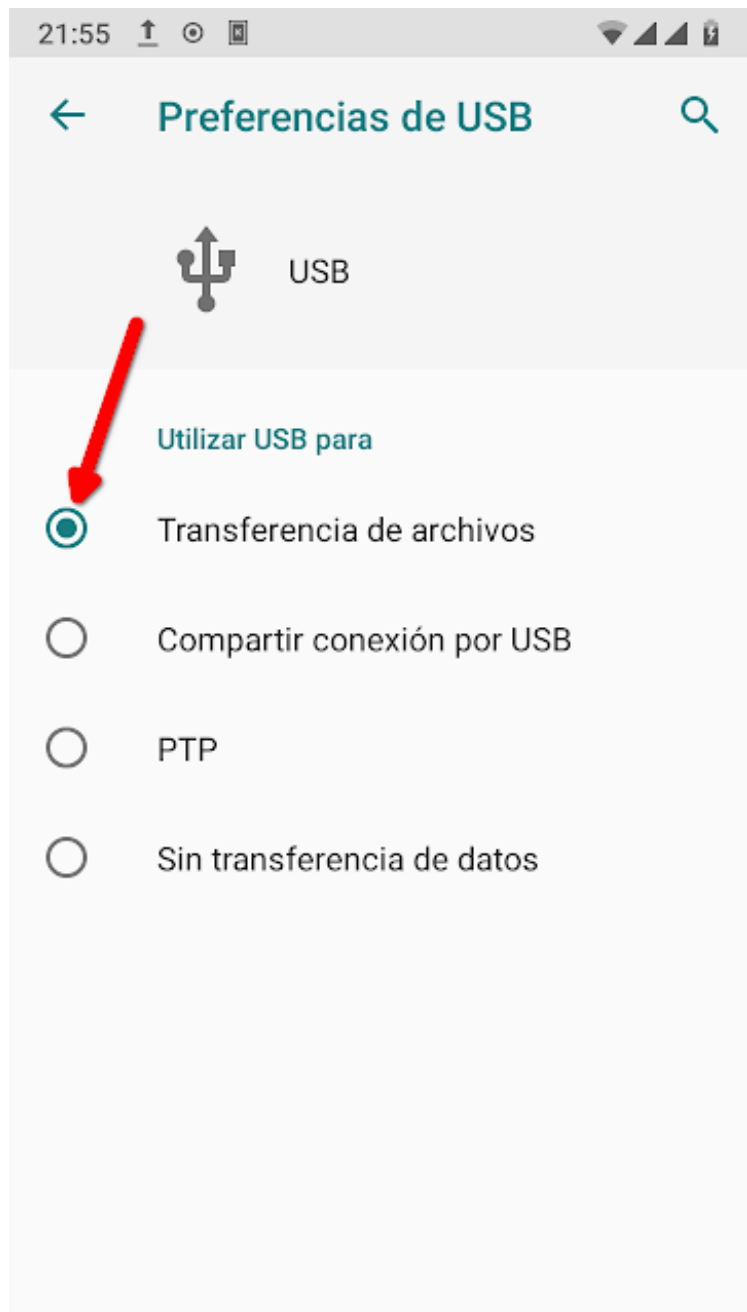 21:55
Preferencias de USB
USB
Utilizar USB para
Transferencia de archivos
Compartir conexión por USB
PTP
Sin transferencia de datos